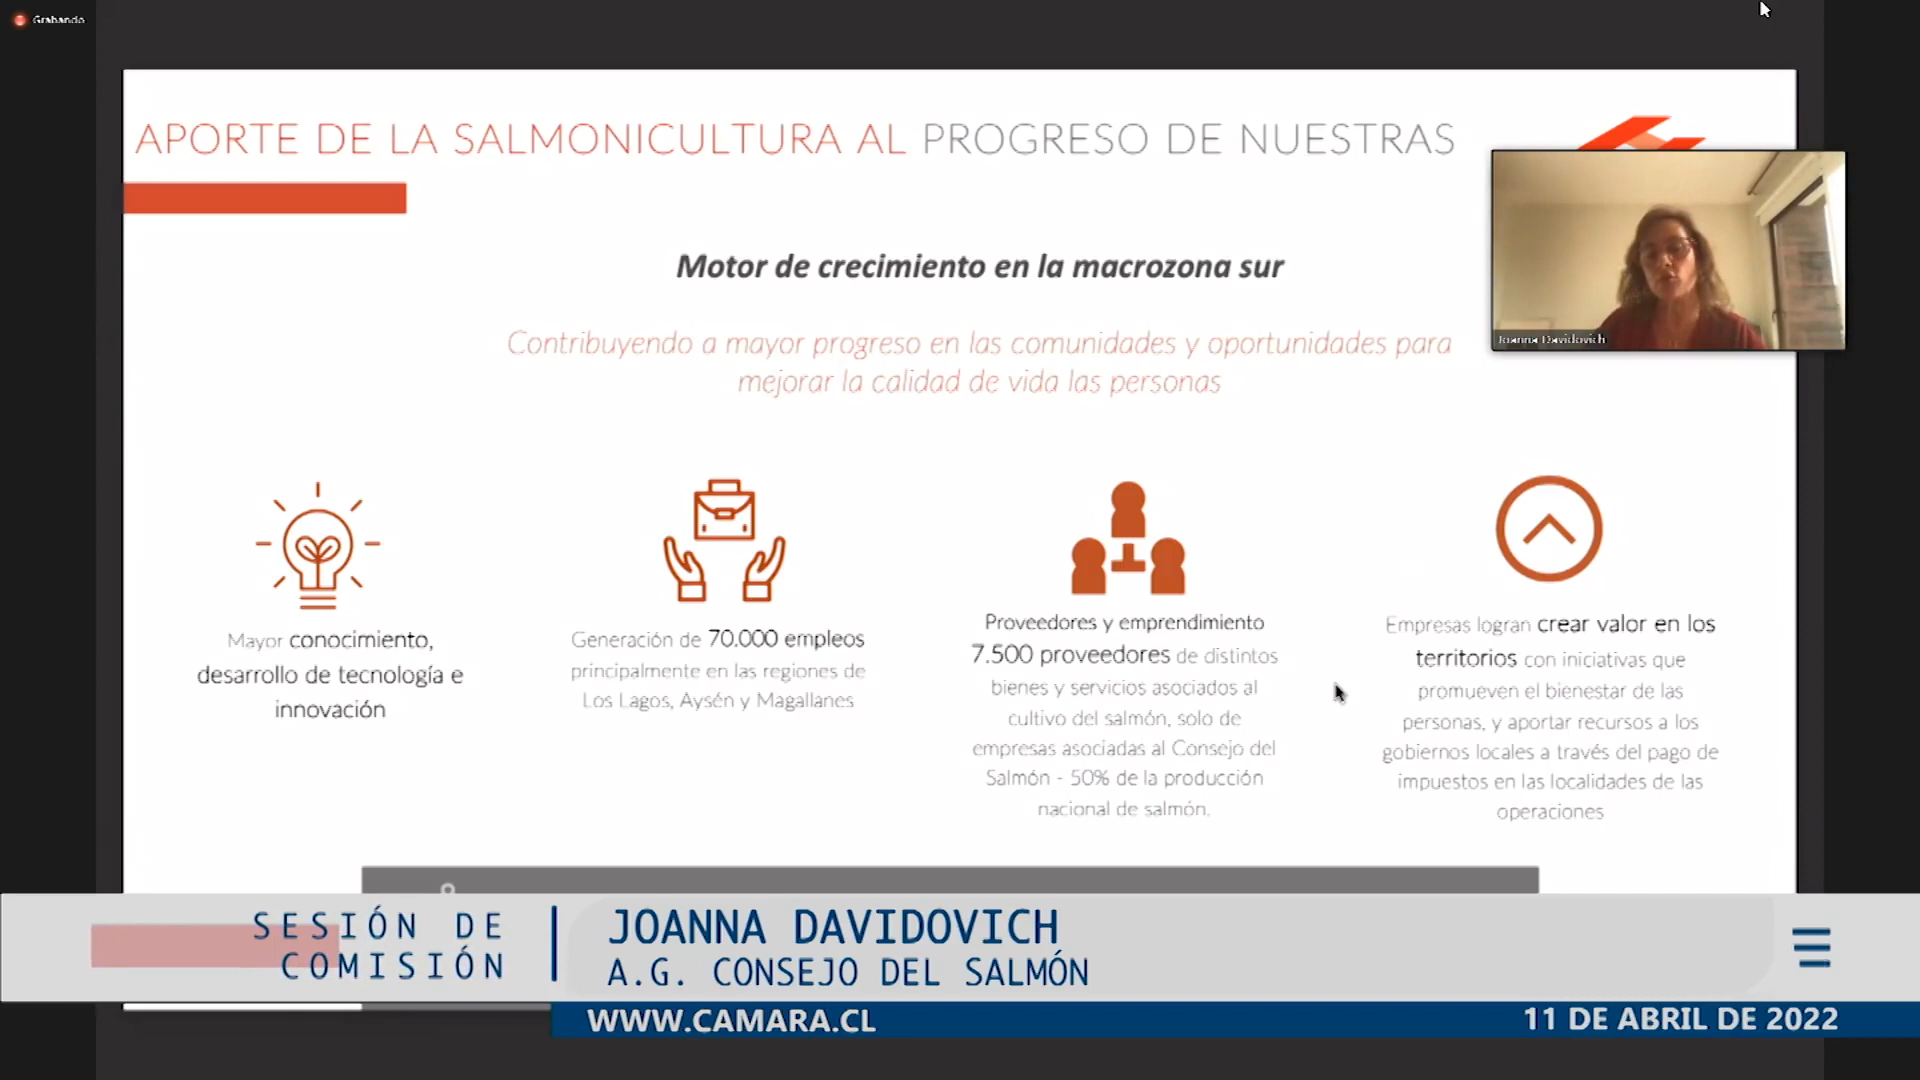 Grabando
APORTE DE LA SALMONICULTURA AL PROGRESO DE NUESTRAS
Motor de crecimiento en la macrozona sur
Contribuyendo a mayor progreso en las comunidades y oportunidades para
mejorar la calidad de vida las personas
Joanna Davidovich
Mayor conocimiento,
desarrollo de tecnología e
innovación
Generación de 70.000 empleos
principalmente en las regiones de
Los Lagos, Aysén y Magallanes
Proveedores y emprendimiento
7.500 proveedores de distintos
bienes y servicios asociados al
cultivo del salmón, solo de
empresas asociadas al Consejo del
Salmón - 50% de la producción
nacional de salmón.
Empresas logran crear valor en los
territorios con iniciativas que
promueven el bienestar de las
personas, y aportar recursos a los
gobiernos locales a través del pago de
impuestos en las localidades de las
operaciones
SESIÓN DE
COMISIÓN
JOANNA DAVIDOVICH
A.G. CONSEJO DEL SALMÓN
WWW.CAMARA.CL
11 DE ABRIL DE 2022